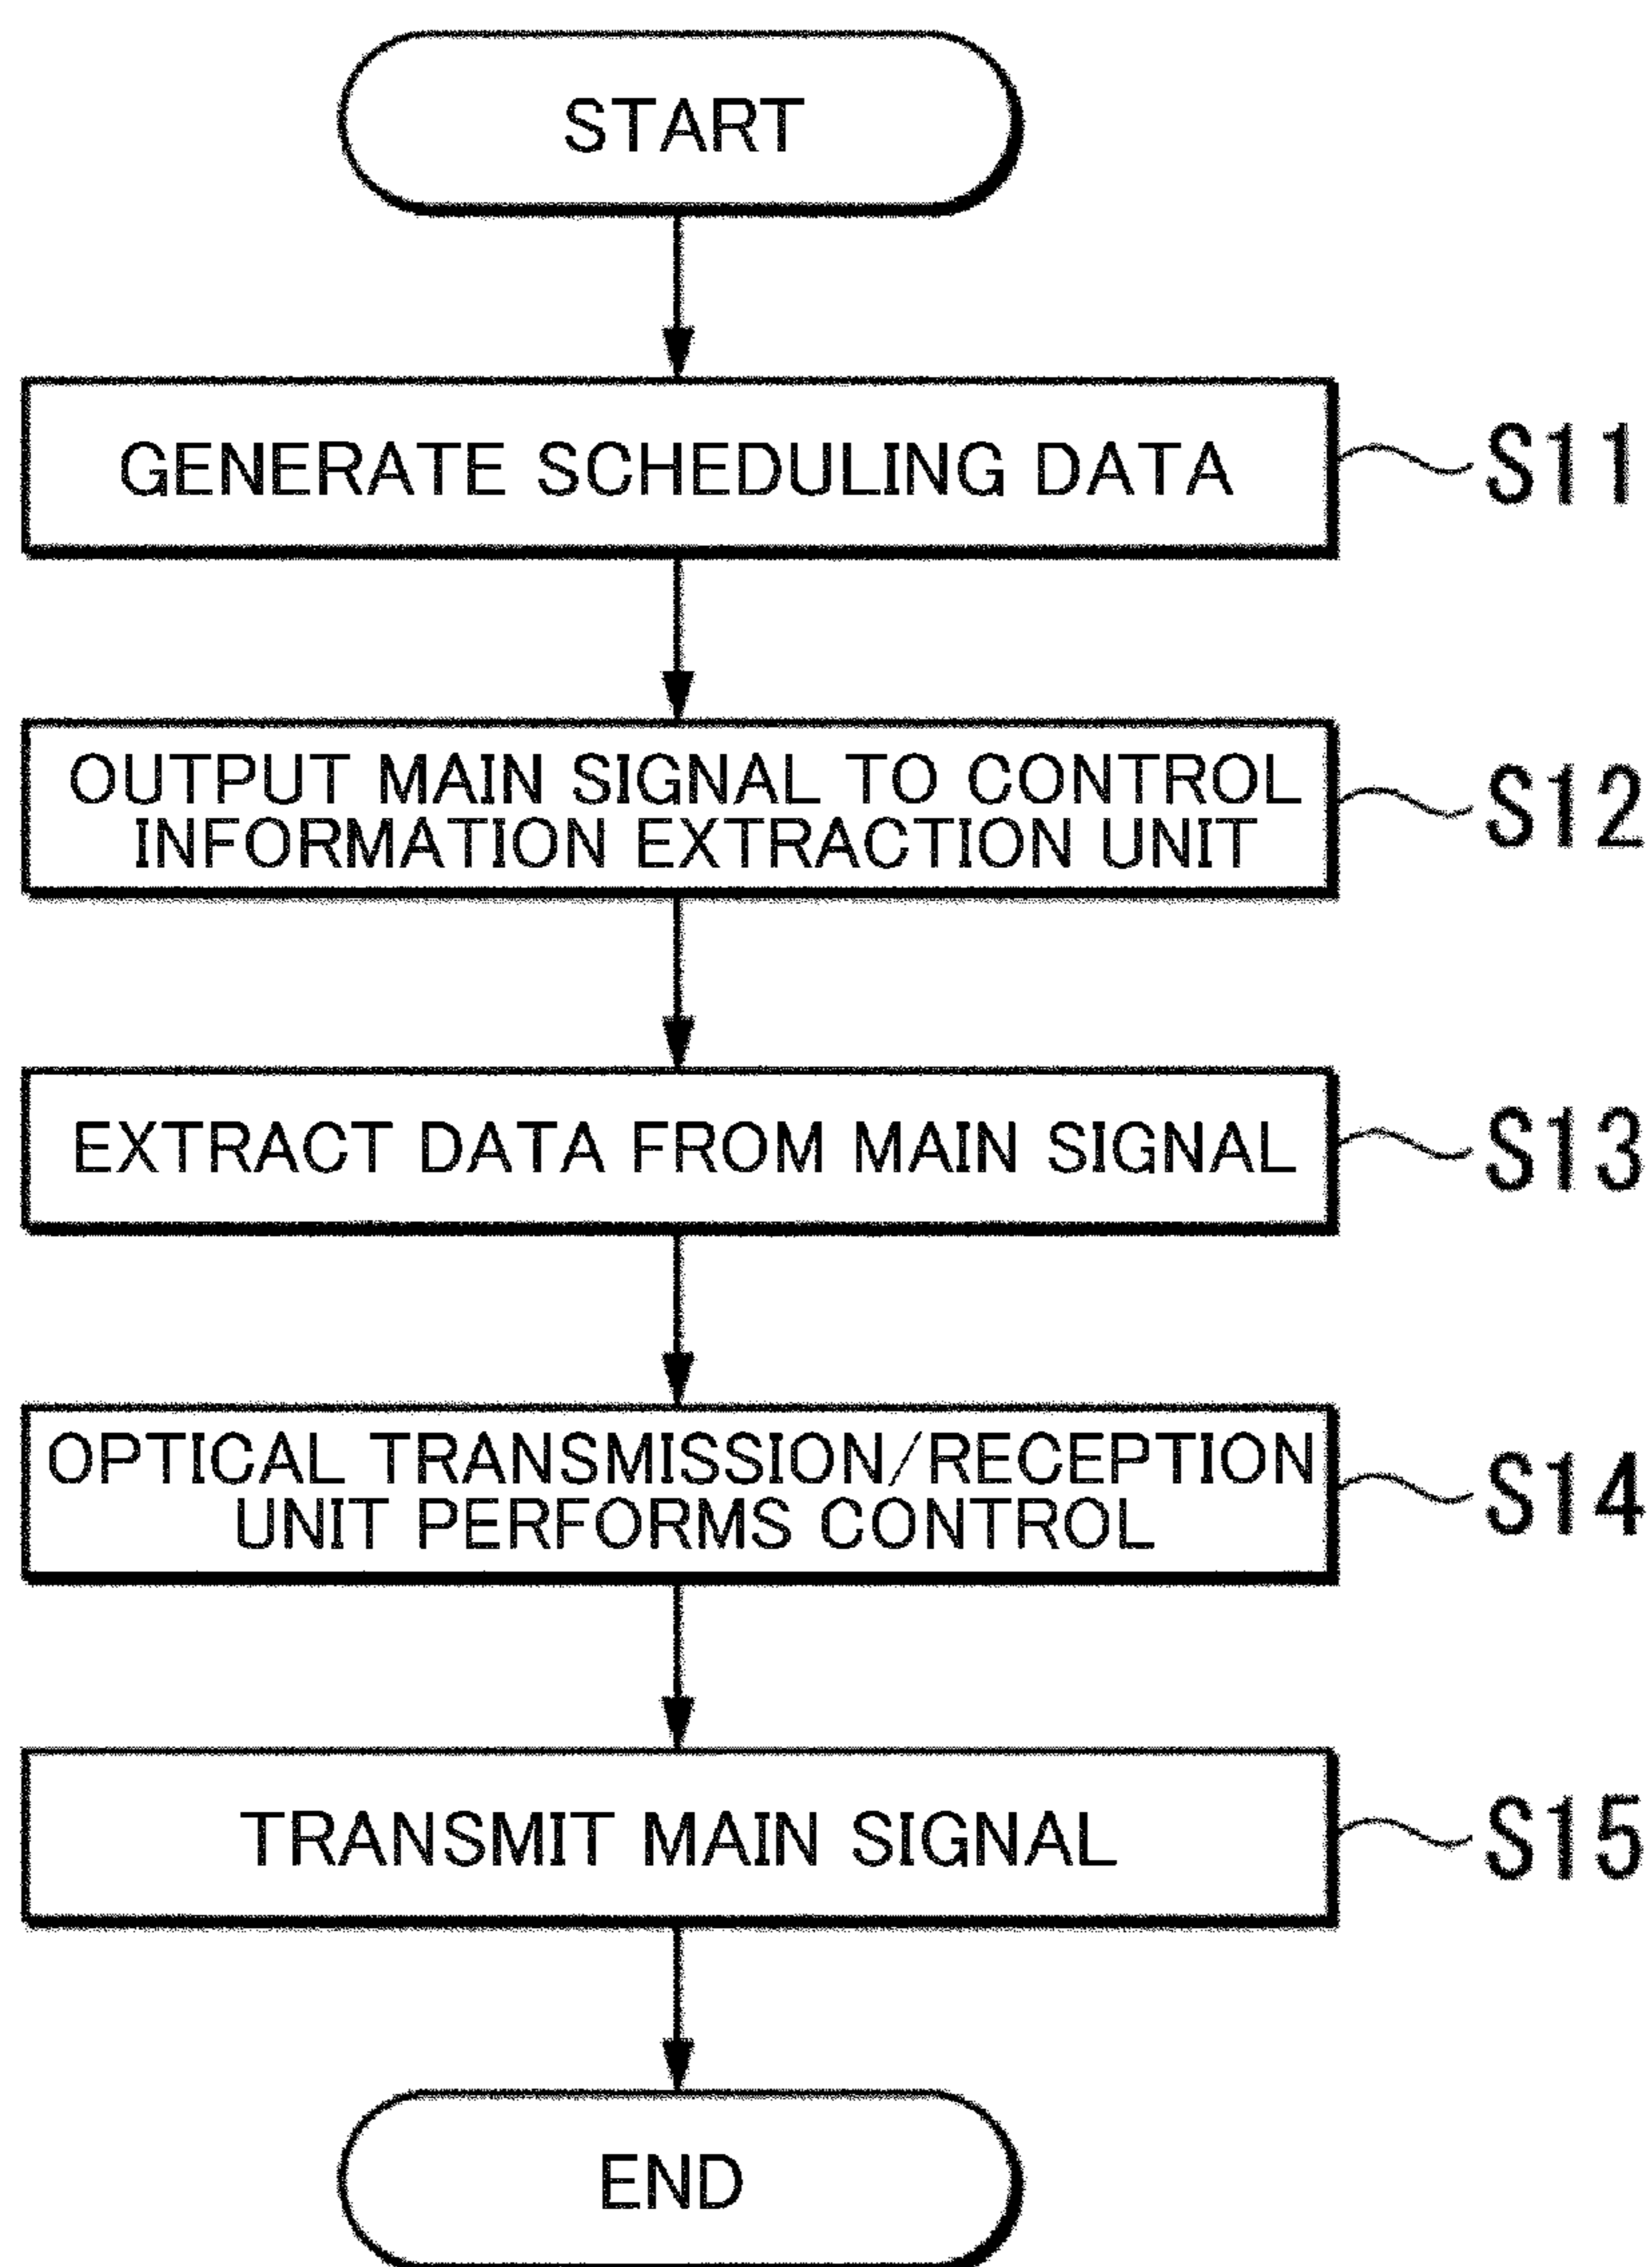 START
GENERATE SCHEDULING DATA
S11
OUTPUT MAIN SIGNAL TO CONTROL
INFORMATION EXTRACTION UNIT
S12
EXTRACT DATA FROM MAIN SIGNAL
S13
OPTICAL TRANSMISSION/RECEPTION
UNIT PERFORMS CONTROL
S14
TRANSMIT MAIN SIGNAL
S15
END